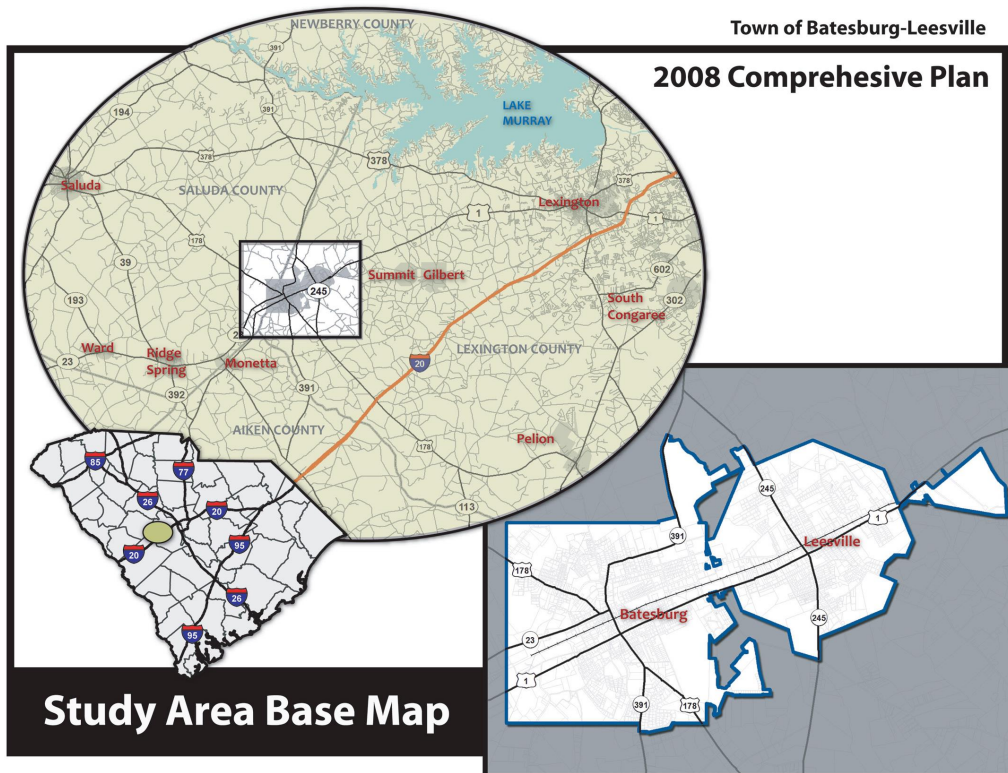 Town of Batesburg-Leesville
2008 Comprehesive Plan
NEWBERRY COUNTY
391
LAKE
MURRAY
194
391
378
378
378
Saluda
SALUDA COUNTY
Lexington
1
1
178
39
Summit Gilbert
602
245
193
South
Congaree
302
Ward
Ridge
Spring
23
Monetta
LEXINGTON COUNTY
20
392
391
AIKEN COUNTY
178
Pelion
113
85
77
26
20
20
95
26
95
245
1
391
Leesville
178
Batesburg
245
23
1
391
178
Study Area Base Map